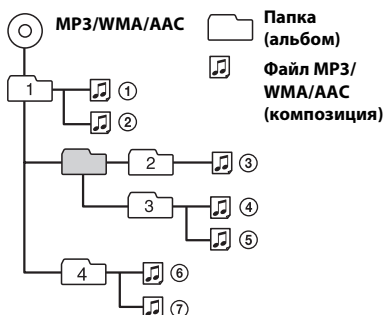 MP3/WMA/AAC
Папка
(альбом)
Файл MP3/
WMA/AAC
(композиция)
1
①
②
2
③
3
④
⑤
4
⑥
⑦